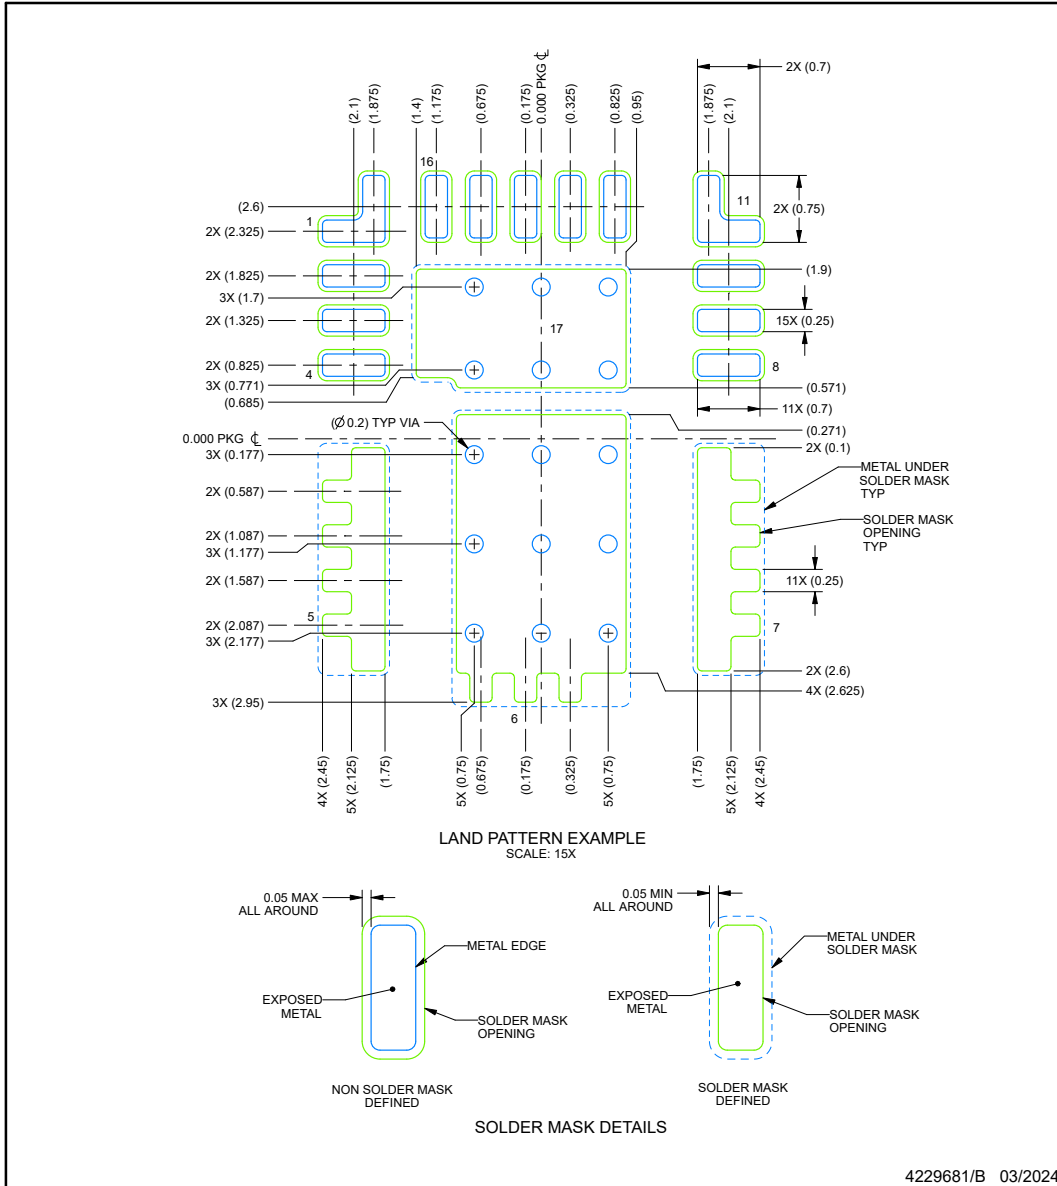 0.000 PKG ℄
2X (0.7)
(2.1)
(1.875)
(1.4)
(1.175)
(0.675)
(0.175)
(0.325)
(0.825)
(0.95)
(1.875)
(2.1)
16
11
1
(2.6)
2X (0.75)
2X (2.325)
2X (1.825)
(1.9)
3X (1.7)
17
2X (1.325)
15X (0.25)
2X (0.825)
4
8
3X (0.771)
(0.571)
(0.685)
11X (0.7)
(Ø 0.2) TYP VIA
(0.271)
0.000 PKG ℄
2X (0.1)
3X (0.177)
METAL UNDER
SOLDER MASK
TYP
2X (0.587)
SOLDER MASK
OPENING
TYP
2X (1.087)
3X (1.177)
2X (1.587)
11X (0.25)
5
7
2X (2.087)
3X (2.177)
2X (2.6)
4X (2.625)
3X (2.95)
6
4X (2.45)
5X (2.125)
(1.75)
5X (0.75)
(0.675)
(0.175)
(0.325)
5X (0.75)
(1.75)
5X (2.125)
4X (2.45)
LAND PATTERN EXAMPLE
SCALE: 15X
0.05 MAX
ALL AROUND
METAL EDGE
EXPOSED
METAL
SOLDER MASK
OPENING
NON SOLDER MASK
DEFINED
0.05 MIN
ALL AROUND
METAL UNDER
SOLDER MASK
EXPOSED
METAL
SOLDER MASK
OPENING
SOLDER MASK
DEFINED
SOLDER MASK DETAILS
4229681/B 03/2024